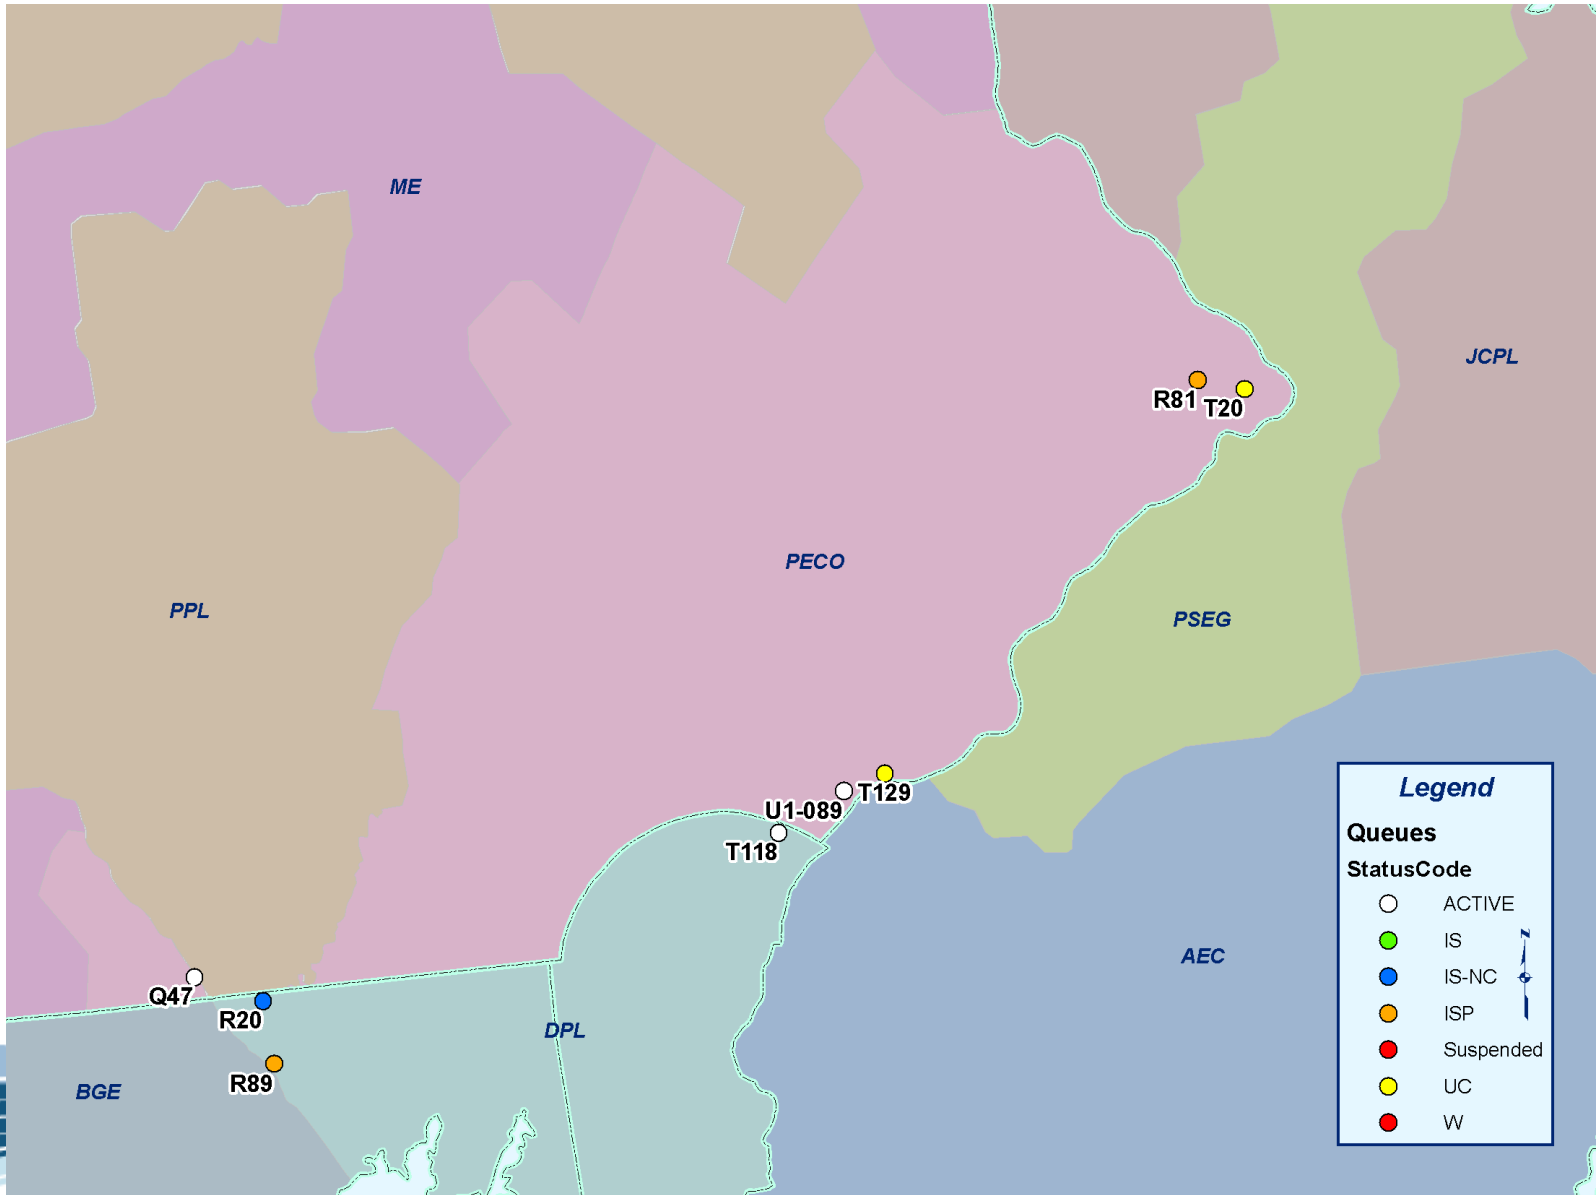 ME
JCPL
R81
T20
PECO
PPL
PSEG
T129
U1-089
T118
Legend
Queues
StatusCode
ACTIVE
IS
IS-NC
ISP
Suspended
UC
W
N
AEC
Q47
R20
DPL
R89
BGE